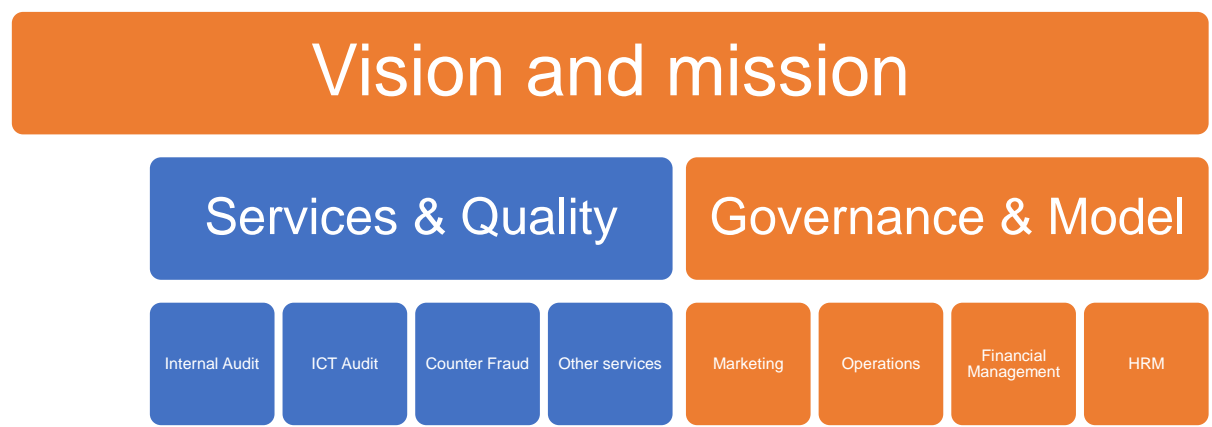 Vision and mission
Services & Quality
Governance & Model
Internal Audit
ICT Audit
Counter Fraud
Other services
Marketing
Operations
Financial
Management
HRM